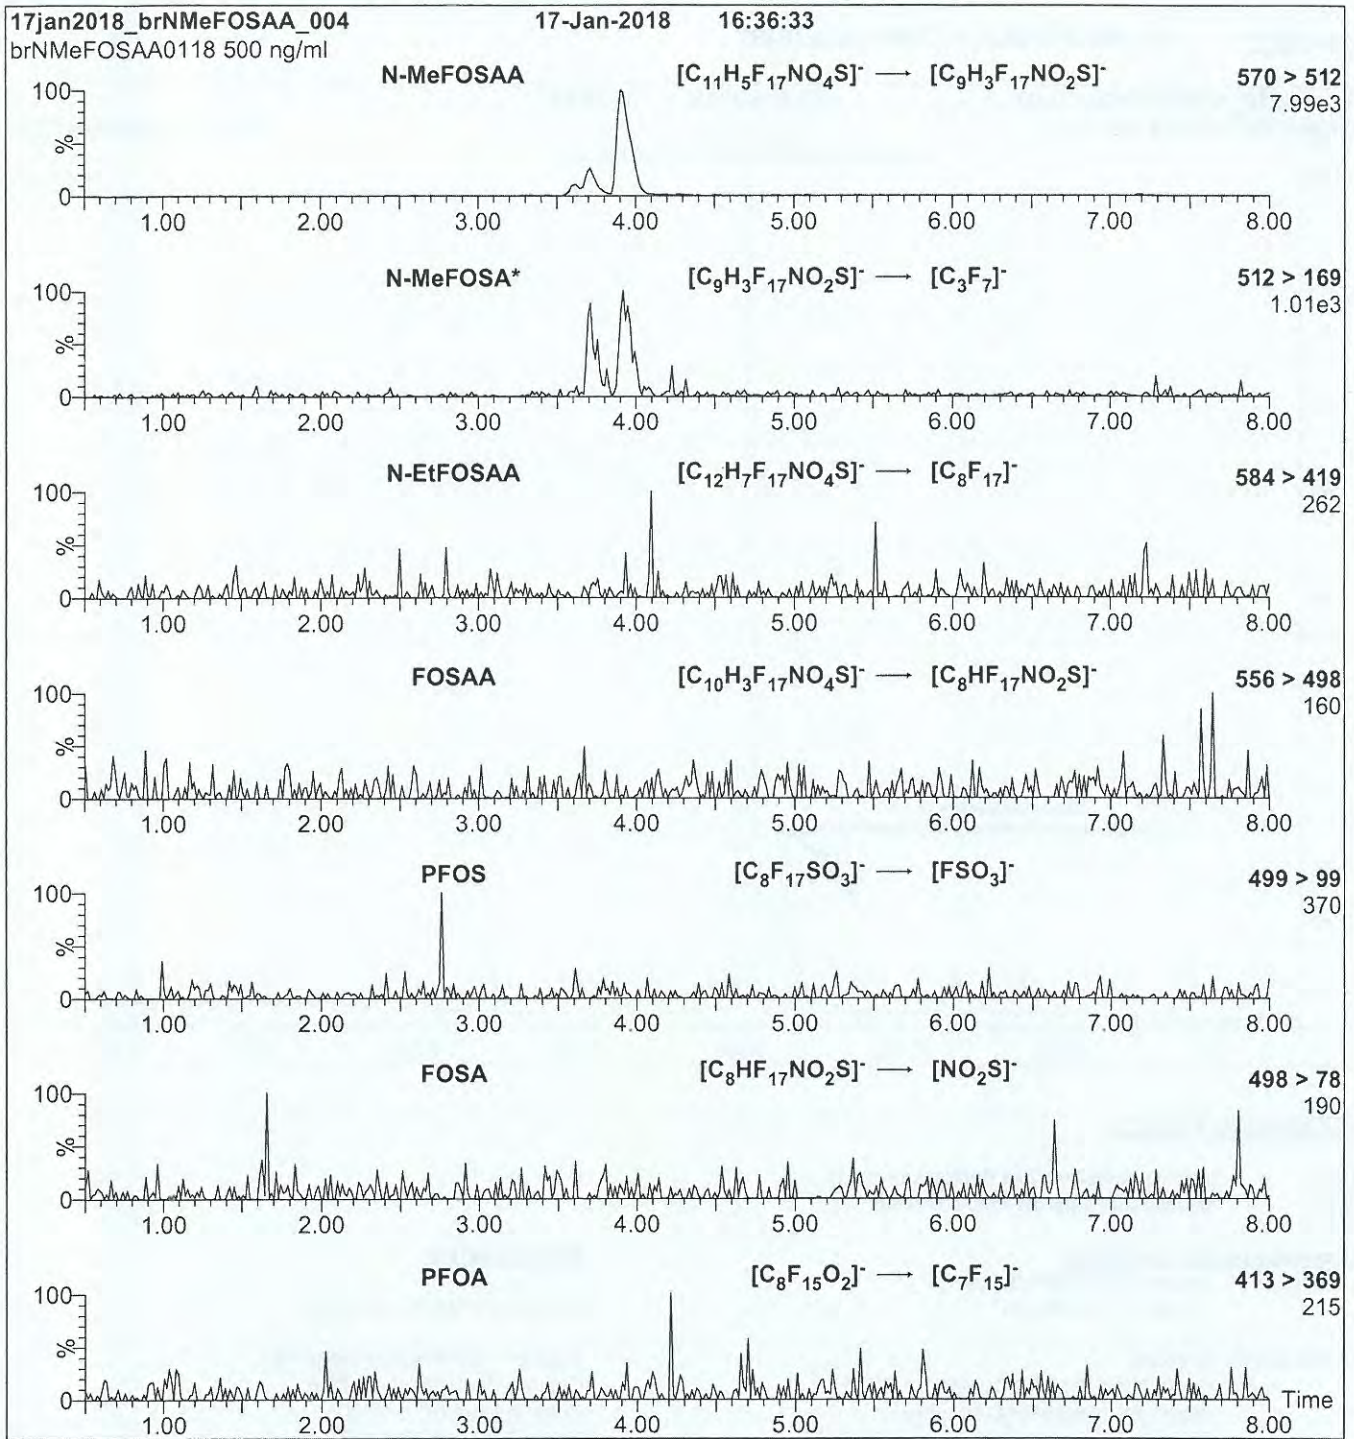 17jan2018_brNMeFOSAA_004 17-Jan-2018 16:36:33
brNMeFOSAA0118 500 ng/ml
N-MeFOSAA [C₁₁H₅F₁₇NO₄S]⁻ → [C₉H₃F₁₇NO₂S]⁻ 570 > 512
7.99e3
100
%
0
1.00 2.00 3.00 4.00 5.00 6.00 7.00 8.00
N-MeFOSA* [C₉H₃F₁₇NO₂S]⁻ → [C₃F₇]⁻ 512 > 169
1.01e3
100
%
0
1.00 2.00 3.00 4.00 5.00 6.00 7.00 8.00
N-EtFOSAA [C₁₂H₇F₁₇NO₄S]⁻ → [C₈F₁₇]⁻ 584 > 419
262
100
%
0
1.00 2.00 3.00 4.00 5.00 6.00 7.00 8.00
FOSAA [C₁₀H₃F₁₇NO₄S]⁻ → [C₈HF₁₇NO₂S]⁻ 556 > 498
160
100
%
0
1.00 2.00 3.00 4.00 5.00 6.00 7.00 8.00
PFOS [C₈F₁₇SO₃]⁻ → [FSO₃]⁻ 499 > 99
370
100
%
0
1.00 2.00 3.00 4.00 5.00 6.00 7.00 8.00
FOSA [C₈HF₁₇NO₂S]⁻ → [NO₂S]⁻ 498 > 78
190
100
%
0
1.00 2.00 3.00 4.00 5.00 6.00 7.00 8.00
PFOA [C₈F₁₅O₂]⁻ → [C₇F₁₅]⁻ 413 > 369
215
100
%
0 Time
1.00 2.00 3.00 4.00 5.00 6.00 7.00 8.00